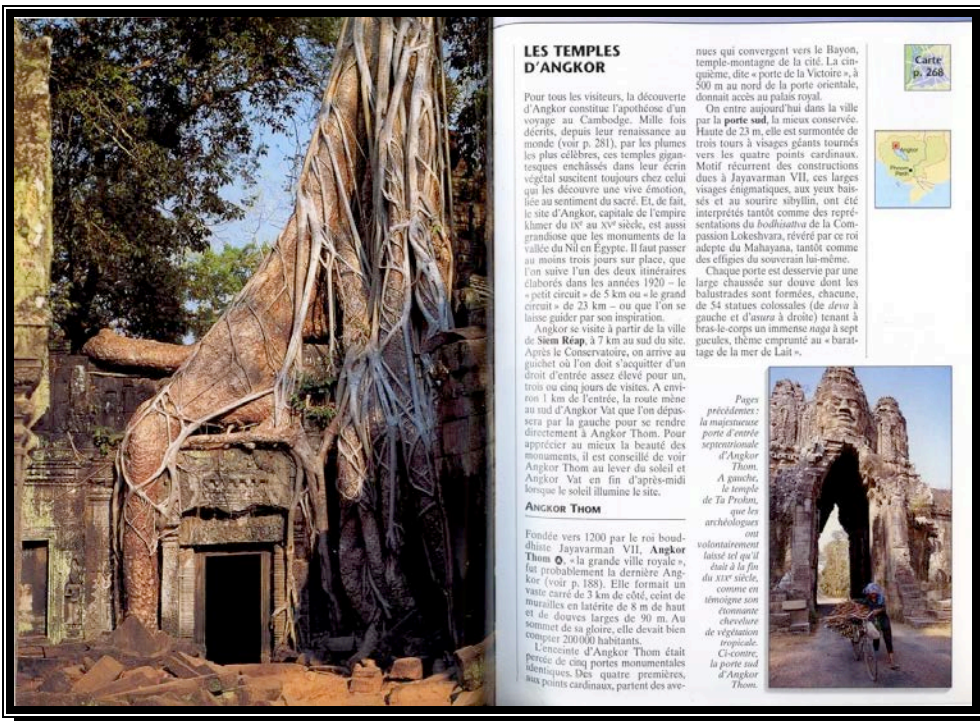 LES TEMPLES
D'ANGKOR
Pour tous les visiteurs, la découverte
d'Angkor constitue l'apothéose d'un
voyage au Cambodge. Mille fois
décrits, depuis leur renaissance au
monde (voir p. 281), par les plumes
les plus célèbres, ces temples gigan-
tesques enchâssés dans leur écrin
végétal suscitent toujours chez celui
qui les découvre une vive émotion,
liée au sentiment du sacré. Et, de fait,
le site d'Angkor, capitale de l'empire
khmer du IXe au XVe siècle, est aussi
grandiose que les monuments de la
vallée du Nil en Égypte. Il faut passer
au moins trois jours sur place, que
l'on suive l'un des deux itinéraires
élaborés dans les années 1920 – le
« petit circuit » de 5 km ou « le grand
circuit » de 23 km – ou que l'on se
laisse guider par son inspiration.
Angkor se visite à partir de la ville
de Siem Réap, à 7 km au sud du site.
Après le Conservatoire, on arrive au
guichet où l'on doit s'acquitter d'un
droit d'entrée assez élevé pour un,
trois ou cinq jours de visites. A envi-
ron 1 km de l'entrée, la route mène
au sud d'Angkor Vat que l'on dépas-
sera par la gauche pour se rendre
directement à Angkor Thom. Pour
apprécier au mieux la beauté des
monuments, il est conseillé de voir
Angkor Thom au lever du soleil et
Angkor Vat en fin d'après-midi
lorsque le soleil illumine le site.
ANGKOR THOM
Fondée vers 1200 par le roi boud-
dhiste Jayavarman VII, Angkor
Thom A, « la grande ville royale »,
fut probablement la dernière Ang-
kor (voir p. 188). Elle formait un
vaste carré de 3 km de côté, ceint de
murailles en latérite de 8 m de haut
et de douves larges de 90 m. Au
sommet de sa gloire, elle devait bien
compter 200 000 habitants.
L'enceinte d'Angkor Thom était
percée de cinq portes monumentales
identiques. Des quatre premières,
aux points cardinaux, partent des ave-
nues qui convergent vers le Bayon,
temple-montagne de la cité. La cin-
quième, dite « porte de la Victoire », à
500 m au nord de la porte orientale,
donnait accès au palais royal.
On entre aujourd'hui dans la ville
par la porte sud, la mieux conservée.
Haute de 23 m, elle est surmontée de
trois tours à visages géants tournés
vers les quatre points cardinaux.
Motif récurrent des constructions
dues à Jayavarman VII, ces larges
visages énigmatiques, aux yeux bais-
sés et au sourire sibyllin, ont été
interprétés tantôt comme des repré-
sentations du bodhisattva de la Com-
passion Lokeshvara, révéré par ce roi
adepte du Mahayana, tantôt comme
des effigies du souverain lui-même.
Chaque porte est desservie par une
large chaussée sur douve dont les
balustrades sont formées, chacune,
de 54 statues colossales (de deva à
gauche et d'asura à droite) tenant à
bras-le-corps un immense naga à sept
gueules, thème emprunté au « barat-
tage de la mer de Lait ».
Carte
p. 268
Angkor
Phnom
Penh
Pages
précédentes :
la majestueuse
porte d'entrée
septentrionale
d'Angkor
Thom.
A gauche,
le temple
de Ta Prohm,
que les
archéologues
ont
volontairement
laissé tel qu'il
était à la fin
du XIXe siècle,
comme en
témoigne son
étonnante
chevelure
de végétation
tropicale.
Ci-contre,
la porte sud
d'Angkor
Thom.